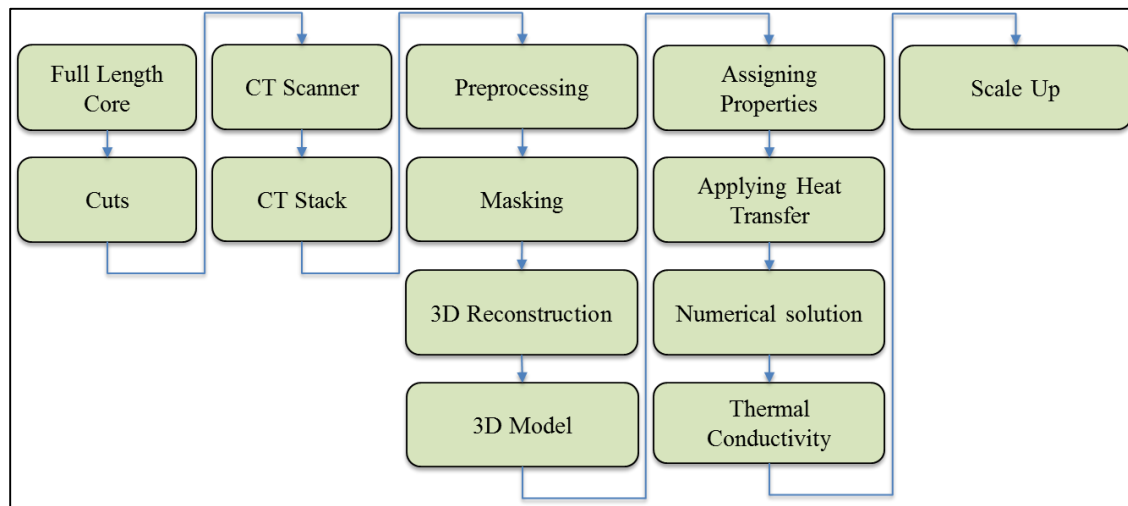 Full Length
Core
Cuts
CT Scanner
CT Stack
Preprocessing
Masking
3D Reconstruction
3D Model
Assigning
Properties
Applying Heat
Transfer
Numerical solution
Thermal
Conductivity
Scale Up